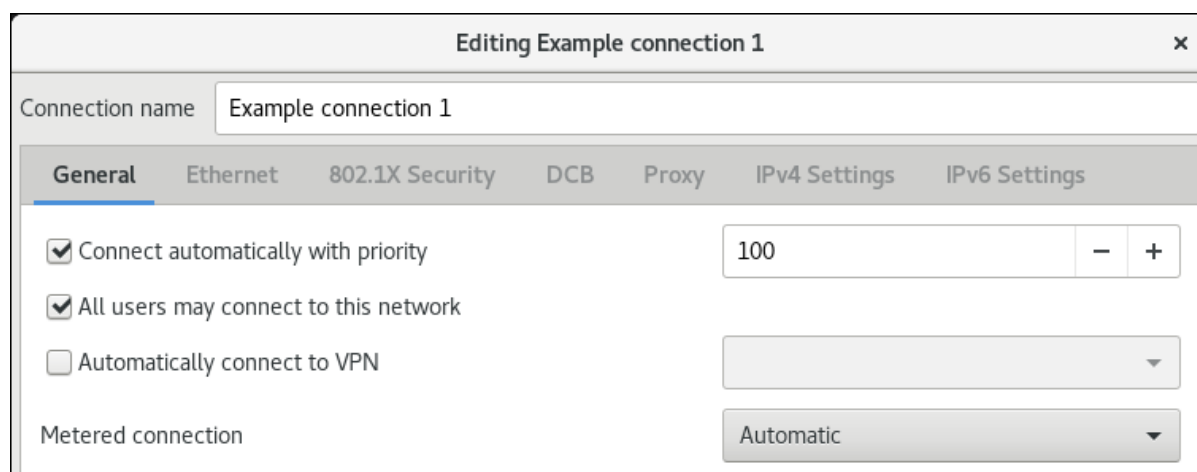 Editing Example connection 1 ×
Connection name Example connection 1
General Ethernet 802.1X Security DCB Proxy IPv4 Settings IPv6 Settings
Connect automatically with priority 100 − +
All users may connect to this network
Automatically connect to VPN
Metered connection Automatic